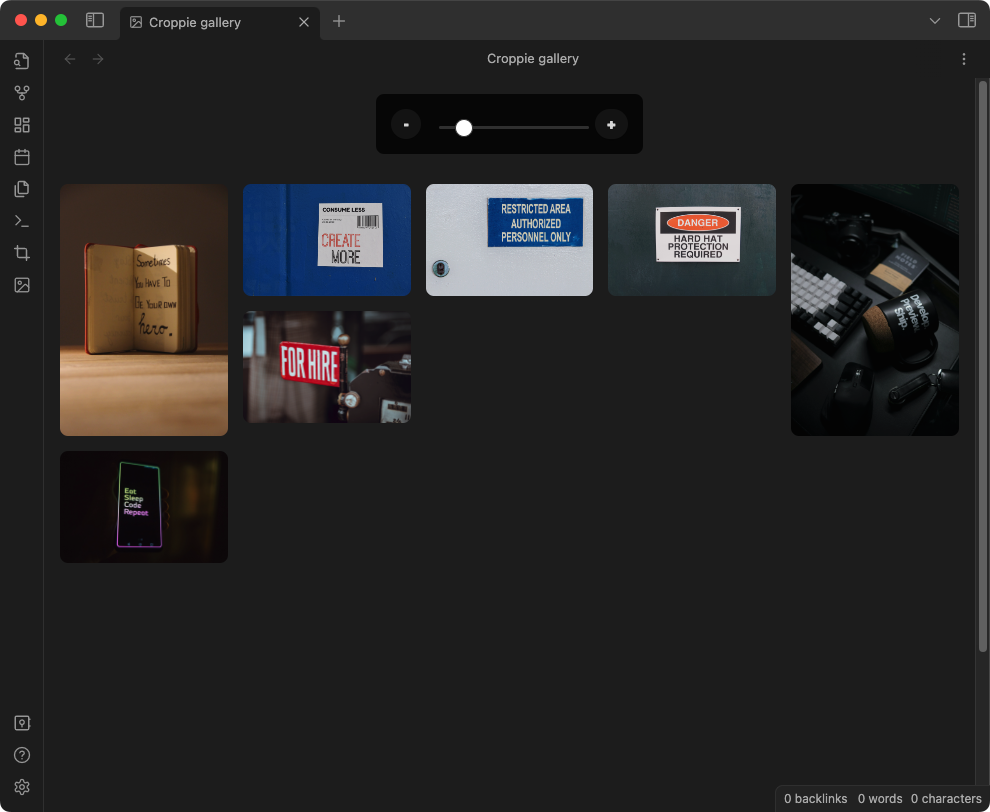 Croppie gallery
Croppie gallery
-
+
Sometimes
You have to
Be your own
hero.
CONSUME LESS
CREATE
MORE
RESTRICTED AREA
AUTHORIZED
PERSONNEL ONLY
DANGER
HARD HAT
PROTECTION
REQUIRED
Develop.
Preview.
Ship.
FOR HIRE
Eat
Sleep
Code
Repeat
0 backlinks 0 words 0 characters